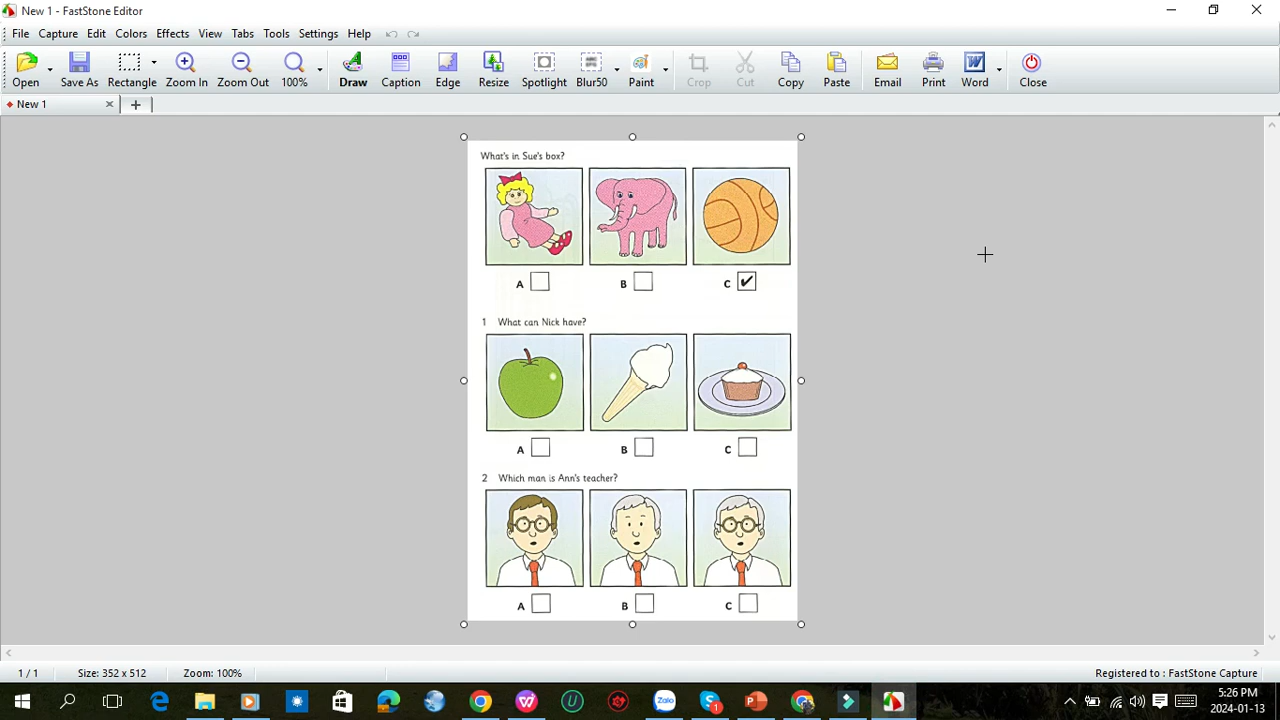 New 1 - FastStone Editor
File Capture Edit Colors Effects View Tabs Tools Settings Help
Open Save As Rectangle Zoom In Zoom Out 100% Draw Caption Edge Resize Spotlight Blur50 Paint Crop Cut Copy Paste Email Print Word Close
New 1
What's in Sue's box?
A B C
1 What can Nick have?
A B C
2 Which man is Ann's teacher?
A B C
1 / 1 Size: 352 x 512 Zoom: 100% Registered to : FastStone Capture
Zalo 1 5:26 PM
2024-01-13